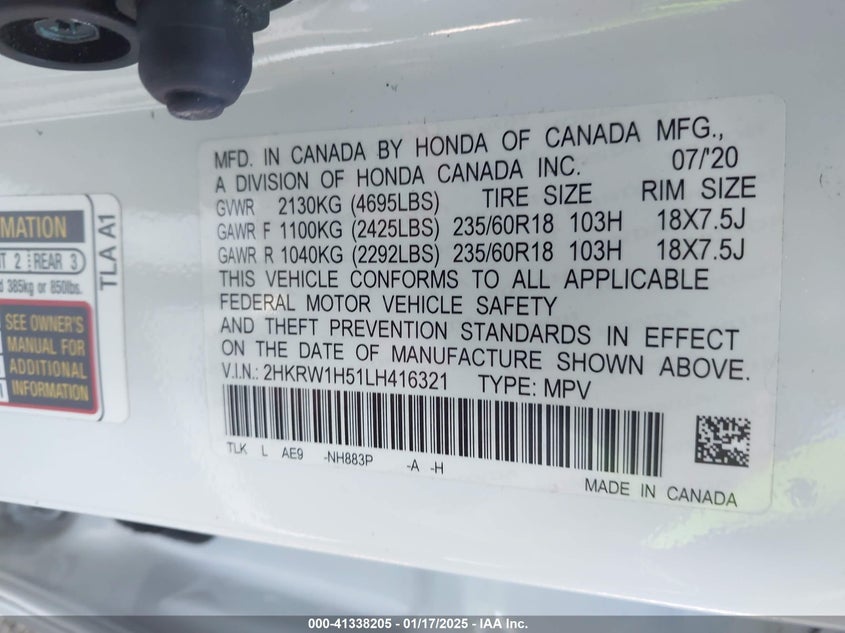 MFD. IN CANADA BY HONDA OF CANADA MFG.,
A DIVISION OF HONDA CANADA INC. 07/'20
GVWR 2130KG (4695LBS) TIRE SIZE RIM SIZE
GAWR F 1100KG (2425LBS) 235/60R18 103H 18X7.5J
GAWR R 1040KG (2292LBS) 235/60R18 103H 18X7.5J
THIS VEHICLE CONFORMS TO ALL APPLICABLE
FEDERAL MOTOR VEHICLE SAFETY
AND THEFT PREVENTION STANDARDS IN EFFECT
ON THE DATE OF MANUFACTURE SHOWN ABOVE.
V.I.N.: 2HKRW1H51LH416321 TYPE: MPV
TLK L AE9 -NH883P -A -H
MADE IN CANADA
2 REAR 3
385kg or 850lbs.
SEE OWNER'S
MANUAL FOR
ADDITIONAL
INFORMATION
TLA A1
000-41338205 - 01/17/2025 - IAA Inc.